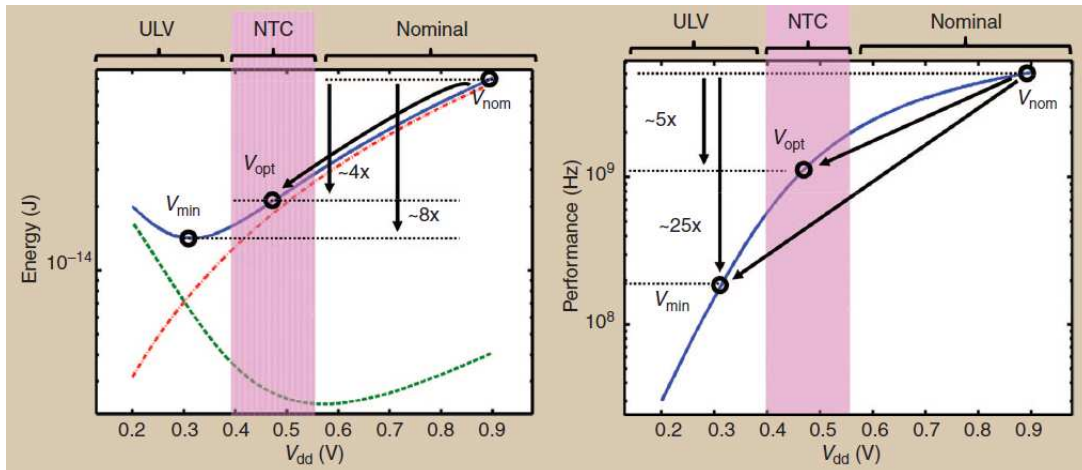 ULV NTC Nominal
V_nom
V_opt
~4x
V_min
~8x
Energy (J)
10^−14
0.2 0.3 0.4 0.5 0.6 0.7 0.8 0.9
V_dd (V)
ULV NTC Nominal
V_nom
~5x
V_opt
10^9
~25x
Performance (Hz)
V_min
10^8
0.2 0.3 0.4 0.5 0.6 0.7 0.8 0.9
V_dd (V)